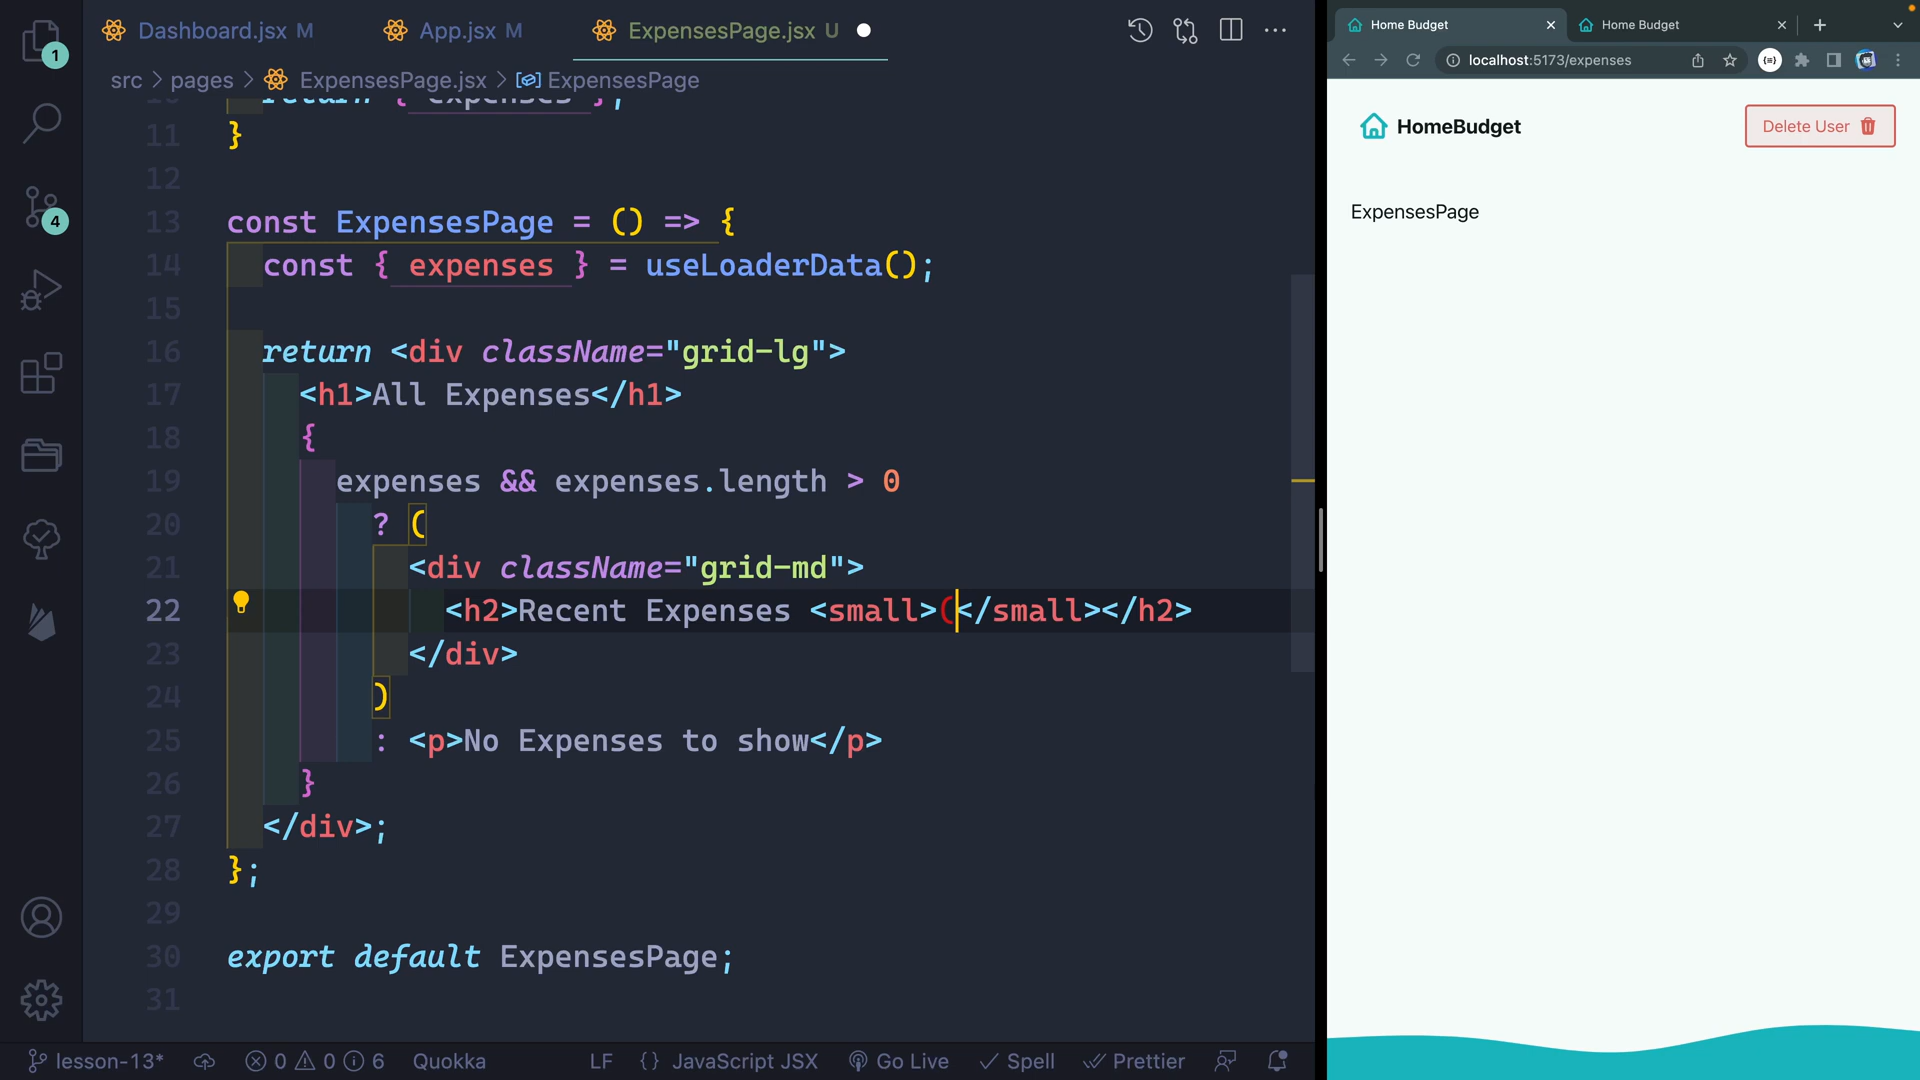 Dashboard.jsx M App.jsx M ExpensesPage.jsx U
src > pages > ExpensesPage.jsx > ExpensesPage
1
4
return { expenses };
11 }
12
13 const ExpensesPage = () => {
14 const { expenses } = useLoaderData();
15
16 return <div className="grid-lg">
17 <h1>All Expenses</h1>
18 {
19 expenses && expenses.length > 0
20 ? (
21 <div className="grid-md">
22 <h2>Recent Expenses <small>(</small></h2>
23 </div>
24 )
25 : <p>No Expenses to show</p>
26 }
27 </div>;
28 };
29
30 export default ExpensesPage;
31
lesson-13* 0 0 6 Quokka LF {} JavaScript JSX Go Live Spell Prettier
Home Budget Home Budget
localhost:5173/expenses
HomeBudget Delete User
ExpensesPage